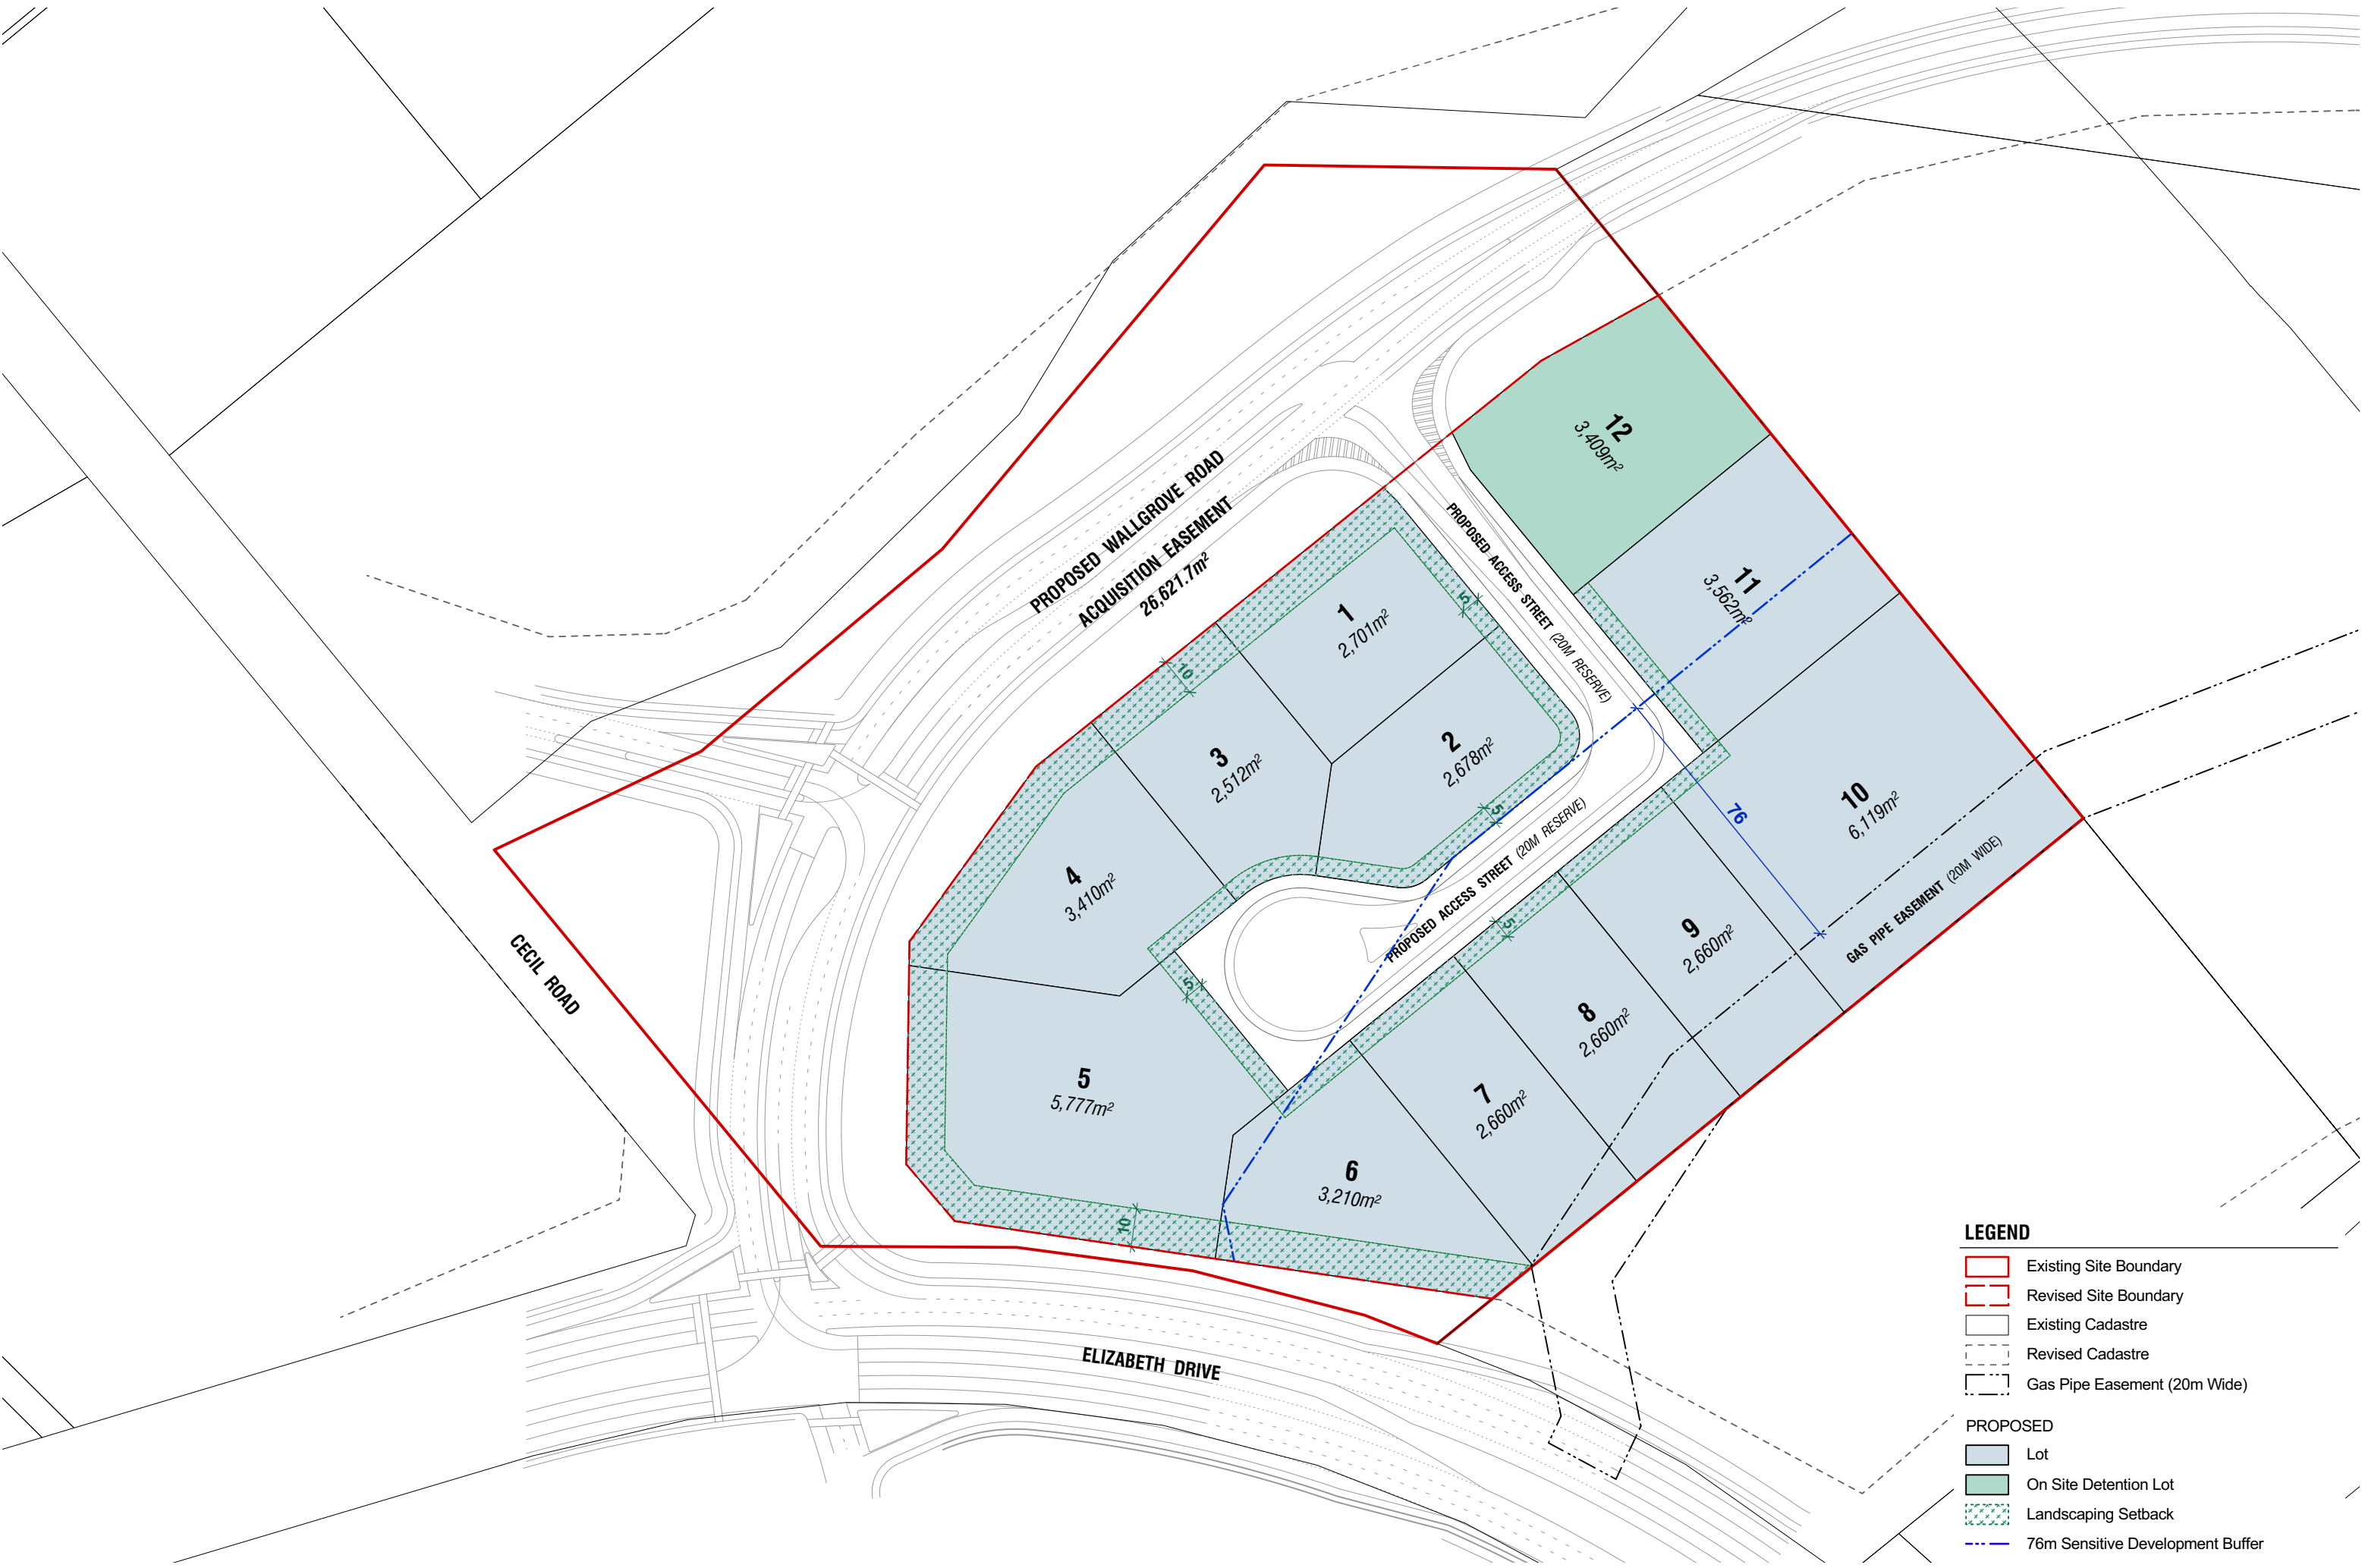 PROPOSED WALLGROVE ROAD
ACQUISITION EASEMENT
26,621.7m²
12
3,409m²
11
3,562m²
PROPOSED ACCESS STREET (20M RESERVE)
1
2,701m²
5
10
2
2,678m²
3
2,512m²
5
10
6,119m²
76
GAS PIPE EASEMENT (20M WIDE)
PROPOSED ACCESS STREET (20M RESERVE)
4
3,410m²
5
9
2,660m²
5
8
2,660m²
CECIL ROAD
5
5,777m²
7
2,660m²
6
3,210m²
10
ELIZABETH DRIVE
LEGEND
Existing Site Boundary
Revised Site Boundary
Existing Cadastre
Revised Cadastre
Gas Pipe Easement (20m Wide)
PROPOSED
Lot
On Site Detention Lot
Landscaping Setback
76m Sensitive Development Buffer